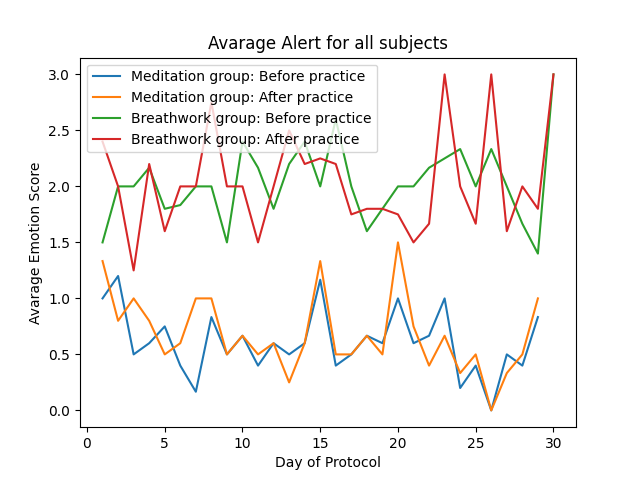 Avarage Alert for all subjects
Meditation group: Before practice
Meditation group: After practice
Breathwork group: Before practice
Breathwork group: After practice
Avarage Emotion Score
3.0
2.5
2.0
1.5
1.0
0.5
0.0
0 5 10 15 20 25 30
Day of Protocol